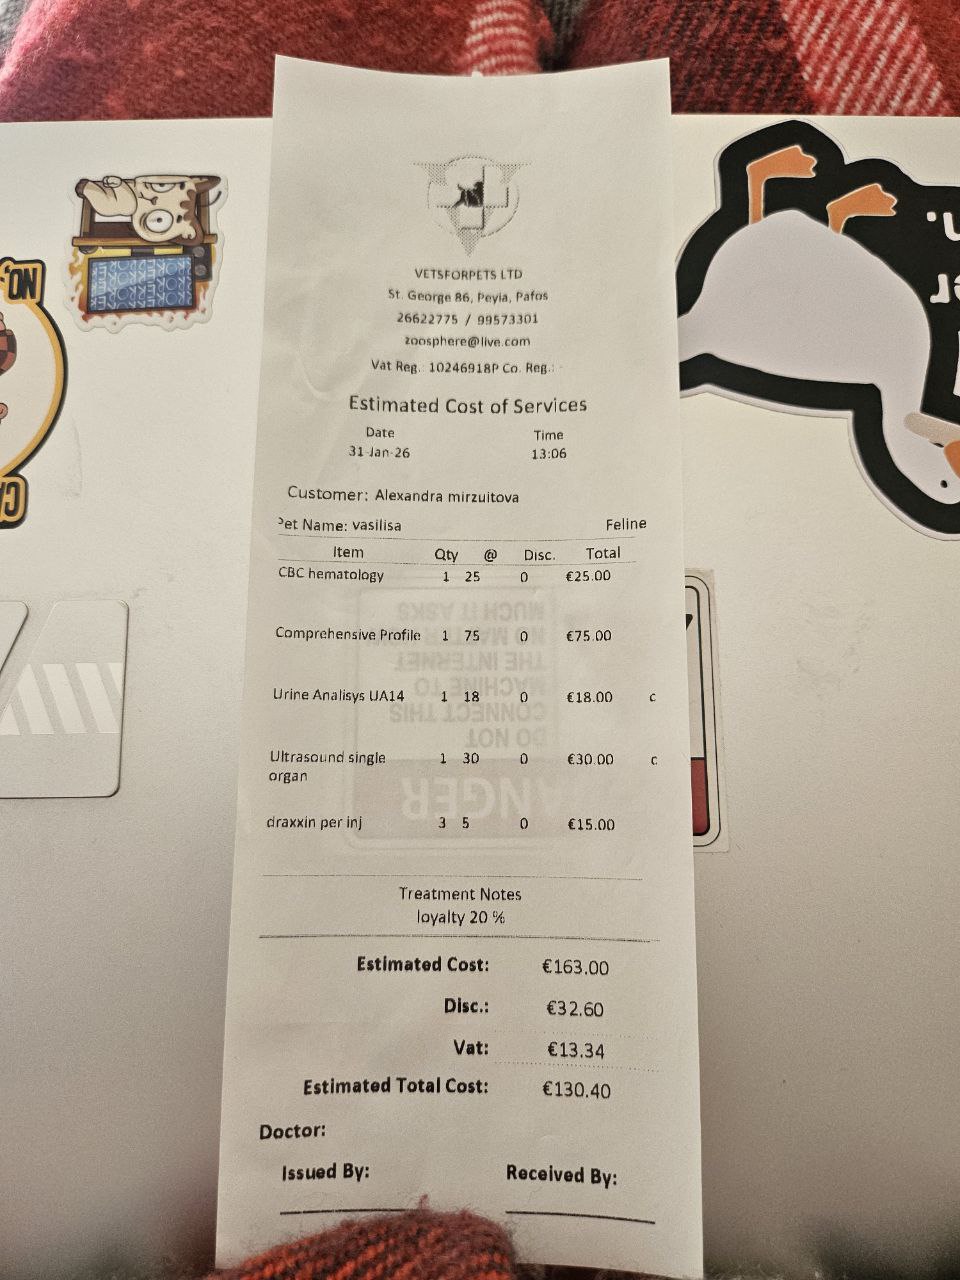 VETSFORPETS LTD
St. George 86, Peyia, Pafos
26622775 / 99573301
zoosphere@live.com
Vat Reg.: 10246918P Co. Reg.: -
Estimated Cost of Services
Date Time
31-Jan-26 13:06
Customer: Alexandra mirzuitova
Pet Name: vasilisa Feline
Item Qty @ Disc. Total
CBC hematology 1 25 0 €25.00
Comprehensive Profile 1 75 0 €75.00
Urine Analisys UA14 1 18 0 €18.00 c
Ultrasound single 1 30 0 €30.00 c
organ
draxxin per inj 3 5 0 €15.00
Treatment Notes
loyalty 20 %
Estimated Cost: €163.00
Disc.: €32.60
Vat: €13.34
Estimated Total Cost: €130.40
Doctor:
Issued By: Received By:
NO,
DANGER
DO NOT
CONNECT THIS
MACHINE TO
THE INTERNET
NO MATTER HOW
MUCH IT ASKS